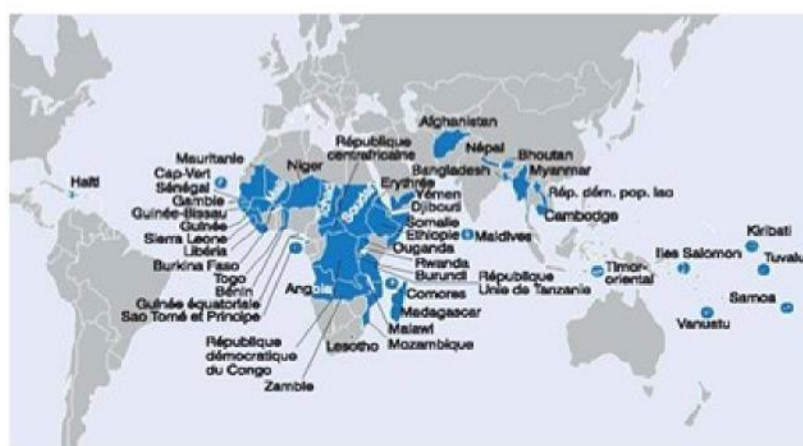 Haïti
Mauritanie
Cap-Vert
Sénégal
Gambie
Guinée-Bissau
Guinée
Sierra Leone
Libéria
Burkina Faso
Togo
Bénin
Guinée équatoriale
Sao Tomé et Principe
Niger
République
centrafricaine
Angola
République
démocratique
du Congo
Zambie
Lesotho
Erythrée
Yémen
Djibouti
Somalie
Ethiopie
Ouganda
Rwanda
Burundi
République
Unie de Tanzanie
Comores
Madagascar
Malawi
Mozambique
Afghanistan
Népal
Bangladesh
Bhoutan
Myanmar
Rép. dém. pop. lao
Cambodge
Maldives
Timor-
oriental
Iles Salomon
Kiribati
Tuvalu
Samoa
Vanuatu